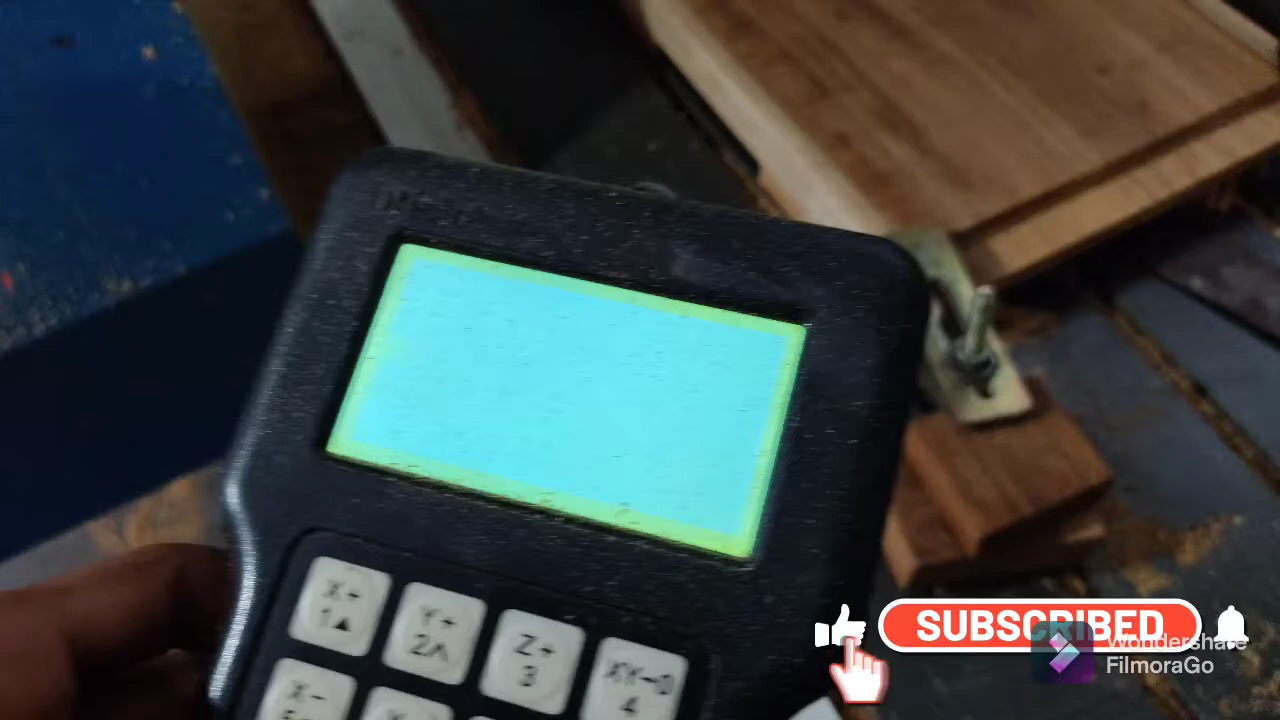 X+
1▲
Y+
2
Z+
3
XY→0
4
X-
SUBSCRIBED
Wondershare
FilmoraGo